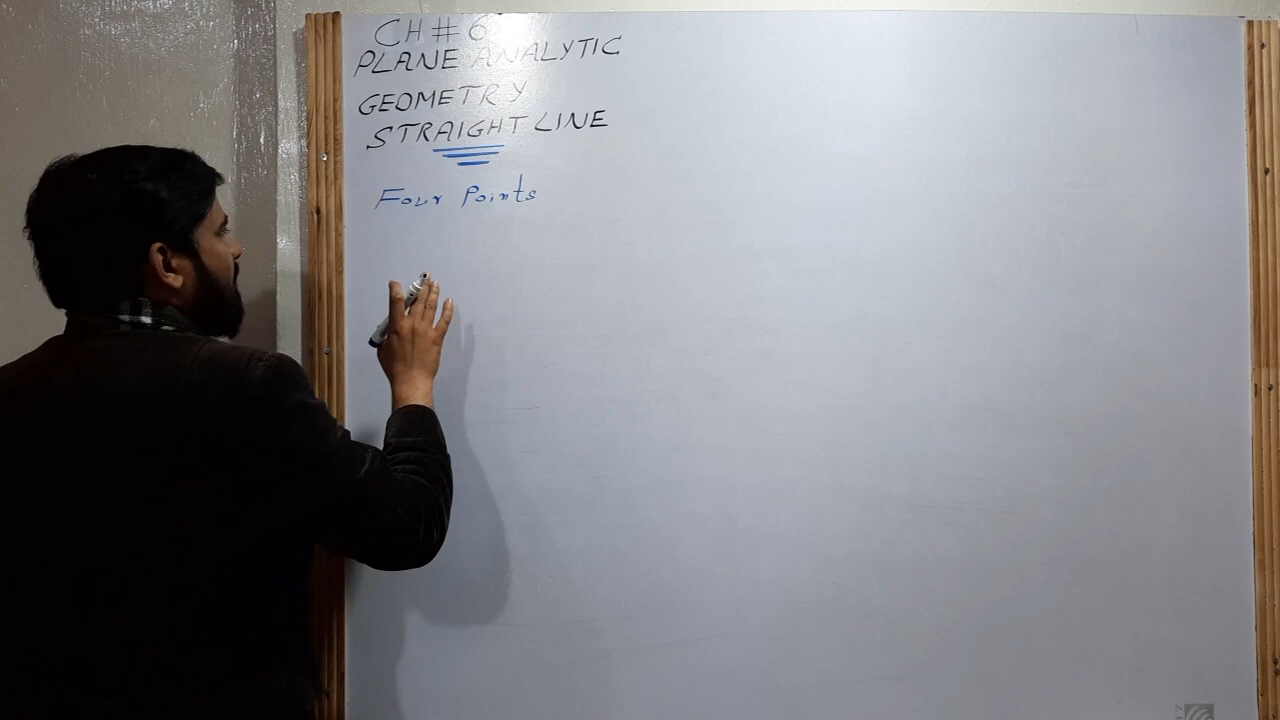 CH # 6
PLANE ANALYTIC
GEOMETRY
STRAIGHT LINE
Four Points